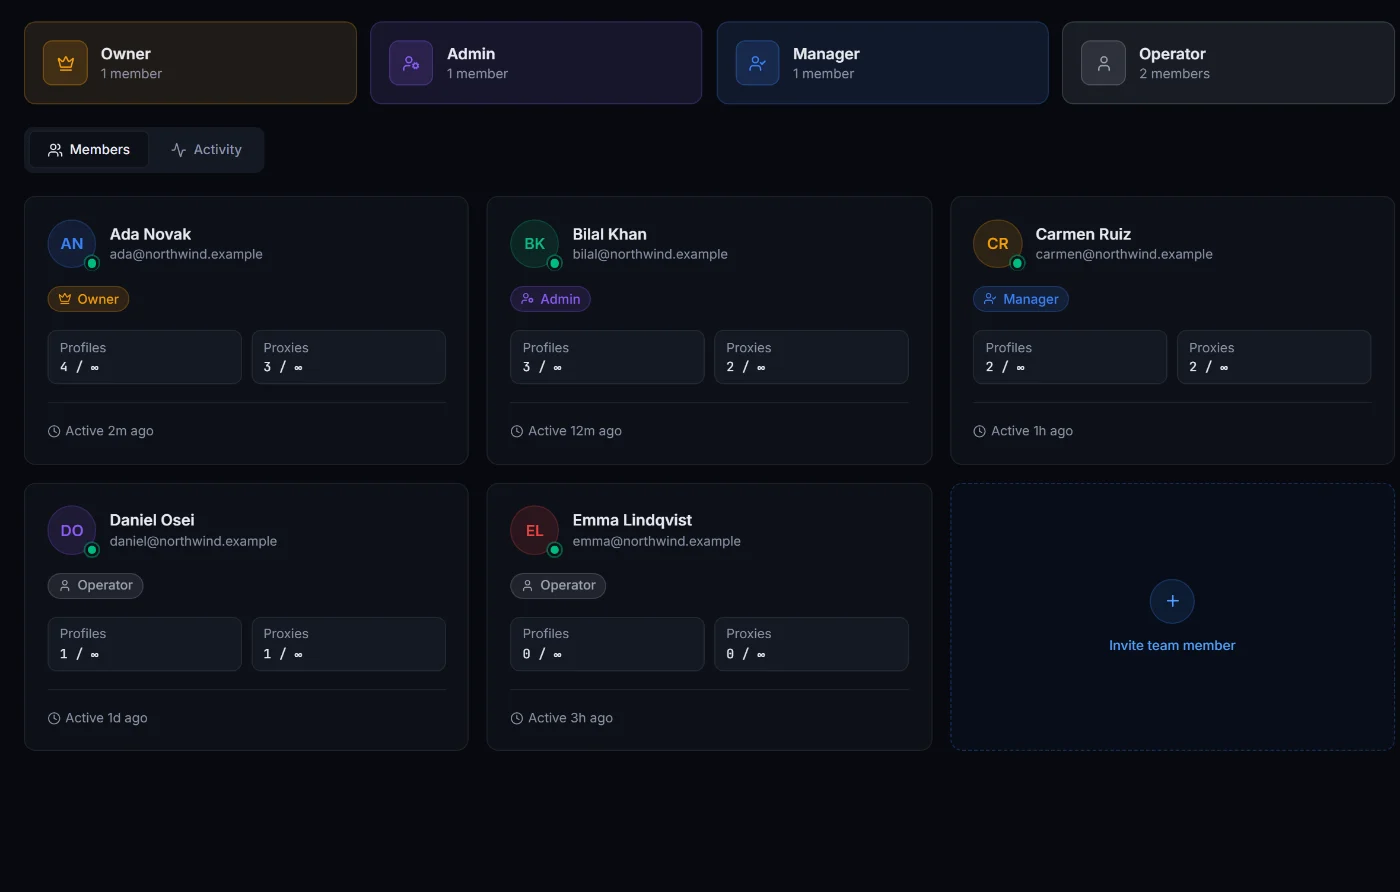 Owner
1 member
Admin
1 member
Manager
1 member
Operator
2 members
Members
Activity
AN
Ada Novak
ada@northwind.example
Owner
Profiles
4 / ∞
Proxies
3 / ∞
Active 2m ago
BK
Bilal Khan
bilal@northwind.example
Admin
Profiles
3 / ∞
Proxies
2 / ∞
Active 12m ago
CR
Carmen Ruiz
carmen@northwind.example
Manager
Profiles
2 / ∞
Proxies
2 / ∞
Active 1h ago
DO
Daniel Osei
daniel@northwind.example
Operator
Profiles
1 / ∞
Proxies
1 / ∞
Active 1d ago
EL
Emma Lindqvist
emma@northwind.example
Operator
Profiles
0 / ∞
Proxies
0 / ∞
Active 3h ago
Invite team member